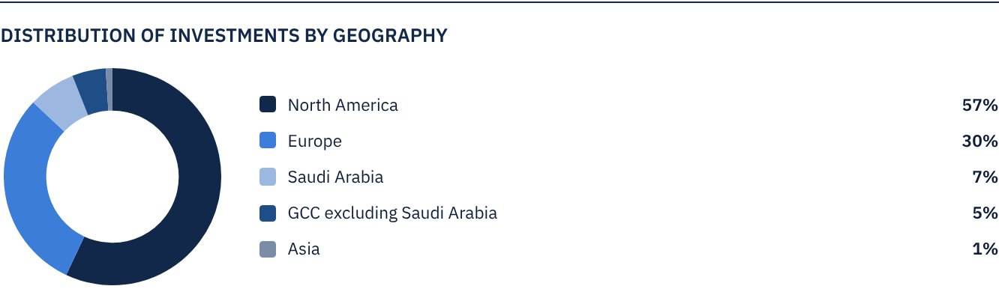 DISTRIBUTION OF INVESTMENTS BY GEOGRAPHY
North America 57%
Europe 30%
Saudi Arabia 7%
GCC excluding Saudi Arabia 5%
Asia 1%